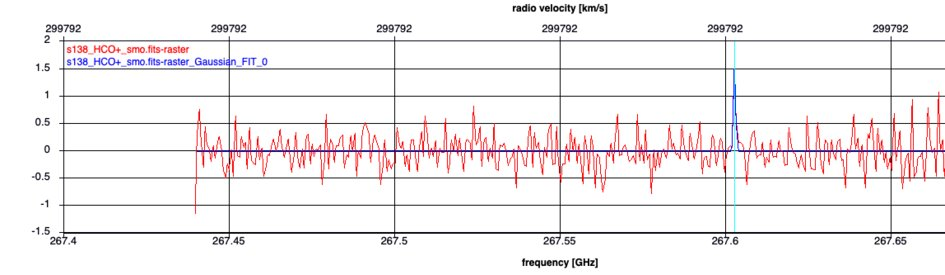 radio velocity [km/s]
299792 299792 299792 299792 299792 299792
2
s138_HCO+_smo.fits-raster
s138_HCO+_smo.fits-raster_Gaussian_FIT_0
1.5
1
0.5
0
-0.5
-1
-1.5
267.4 267.45 267.5 267.55 267.6 267.65
frequency [GHz]